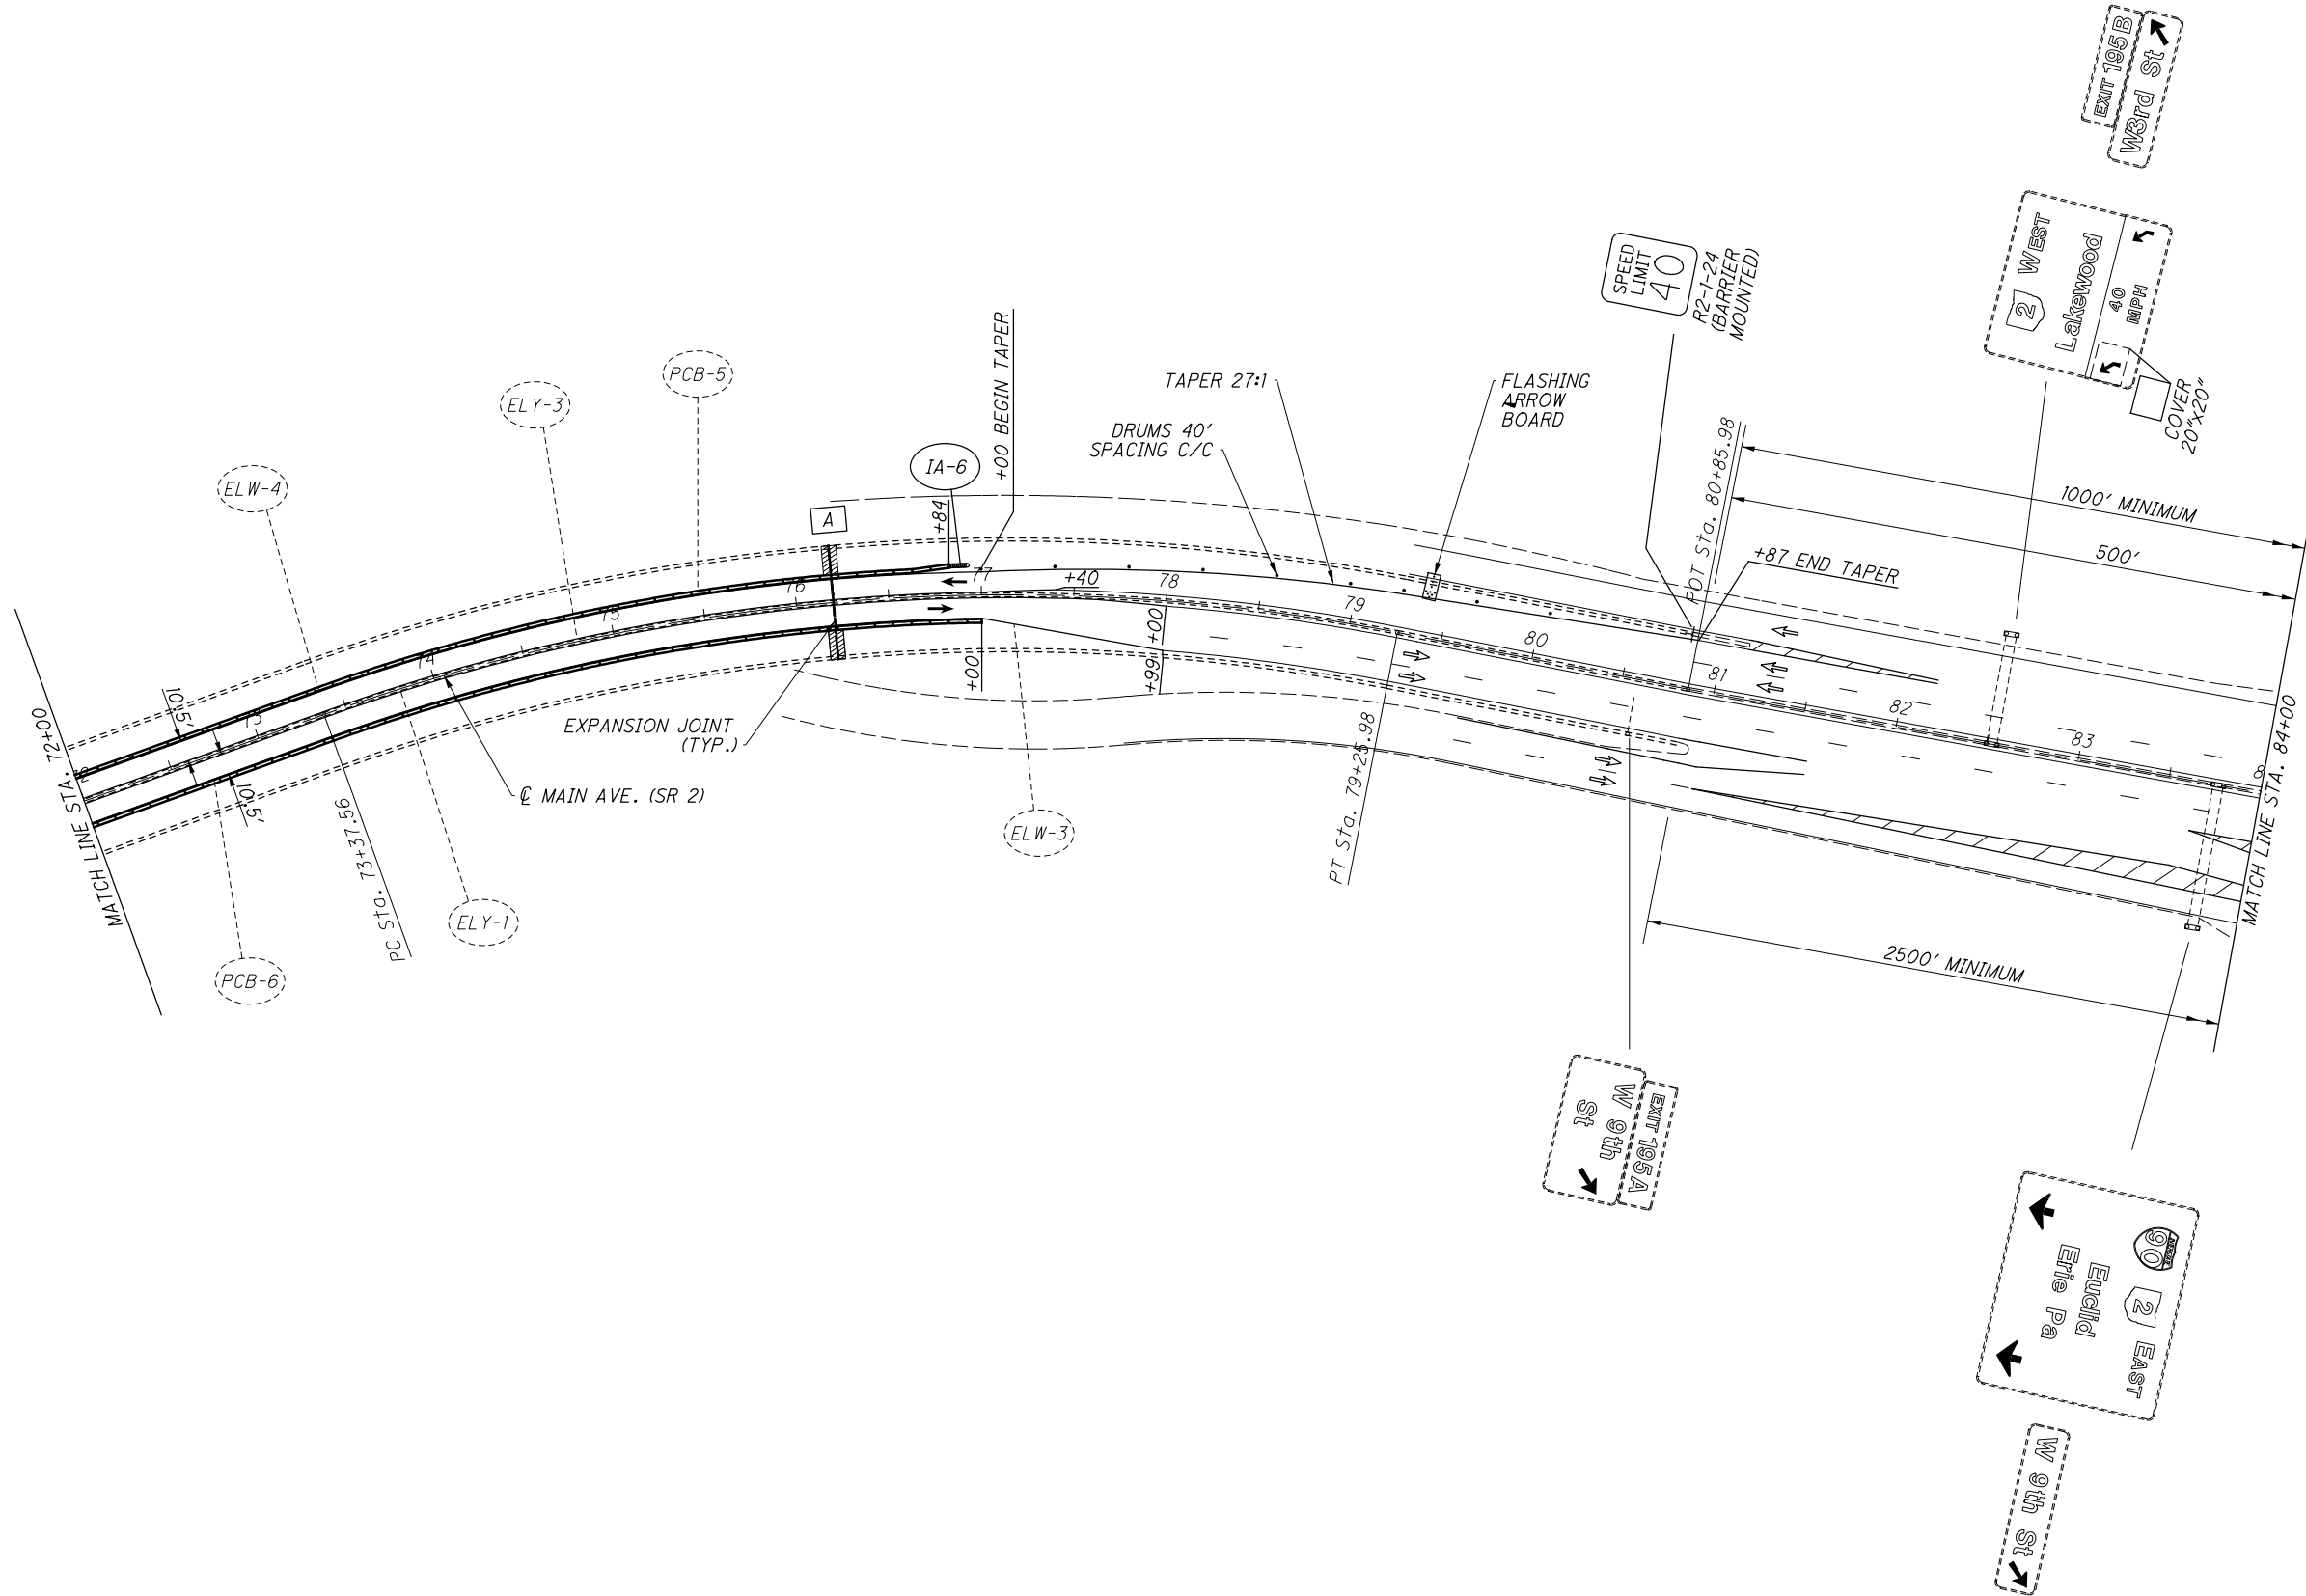 EXIT 195B
W3rd St
2 WEST
Lakewood
40
MPH
COVER
20"x20"
SPEED
LIMIT
40
R2-1-24
(BARRIER
MOUNTED)
+00 BEGIN TAPER
PCB-5
ELY-3
ELW-4
IA-6
+84
A
TAPER 27:1
DRUMS 40'
SPACING C/C
FLASHING
ARROW
BOARD
POT Sta. 80+85.98
1000' MINIMUM
500'
+87 END TAPER
73
74
75
76
77
+40
78
79
80
81
82
83
8
+00
+00
+99
10.5'
10.5'
MATCH LINE STA. 72+00
PC Sta. 73+37.56
EXPANSION JOINT
(TYP.)
℄ MAIN AVE. (SR 2)
ELY-1
PCB-6
ELW-3
PT Sta. 79+25.98
MATCH LINE STA. 84+00
2500' MINIMUM
EXIT 195A
W 9th
St
90 2 EAST
Euclid
Erie Pa
W 9th St